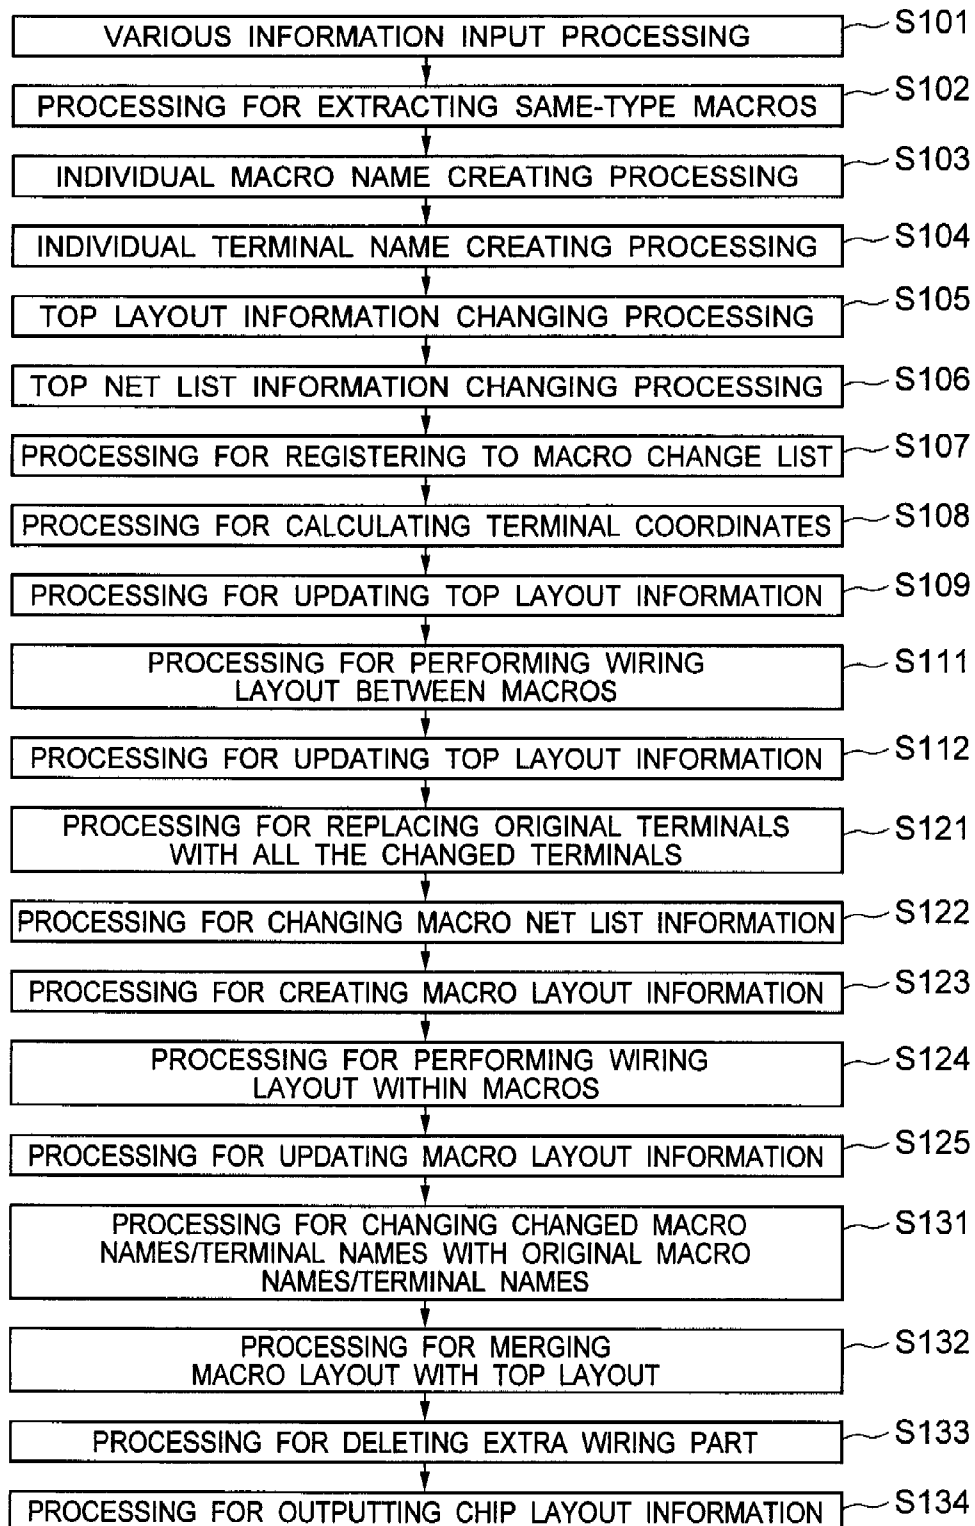 VARIOUS INFORMATION INPUT PROCESSING S101
PROCESSING FOR EXTRACTING SAME-TYPE MACROS S102
INDIVIDUAL MACRO NAME CREATING PROCESSING S103
INDIVIDUAL TERMINAL NAME CREATING PROCESSING S104
TOP LAYOUT INFORMATION CHANGING PROCESSING S105
TOP NET LIST INFORMATION CHANGING PROCESSING S106
PROCESSING FOR REGISTERING TO MACRO CHANGE LIST S107
PROCESSING FOR CALCULATING TERMINAL COORDINATES S108
PROCESSING FOR UPDATING TOP LAYOUT INFORMATION S109
PROCESSING FOR PERFORMING WIRING S111
LAYOUT BETWEEN MACROS
PROCESSING FOR UPDATING TOP LAYOUT INFORMATION S112
PROCESSING FOR REPLACING ORIGINAL TERMINALS S121
WITH ALL THE CHANGED TERMINALS
PROCESSING FOR CHANGING MACRO NET LIST INFORMATION S122
PROCESSING FOR CREATING MACRO LAYOUT INFORMATION S123
PROCESSING FOR PERFORMING WIRING S124
LAYOUT WITHIN MACROS
PROCESSING FOR UPDATING MACRO LAYOUT INFORMATION S125
PROCESSING FOR CHANGING CHANGED MACRO S131
NAMES/TERMINAL NAMES WITH ORIGINAL MACRO
NAMES/TERMINAL NAMES
PROCESSING FOR MERGING S132
MACRO LAYOUT WITH TOP LAYOUT
PROCESSING FOR DELETING EXTRA WIRING PART S133
PROCESSING FOR OUTPUTTING CHIP LAYOUT INFORMATION S134